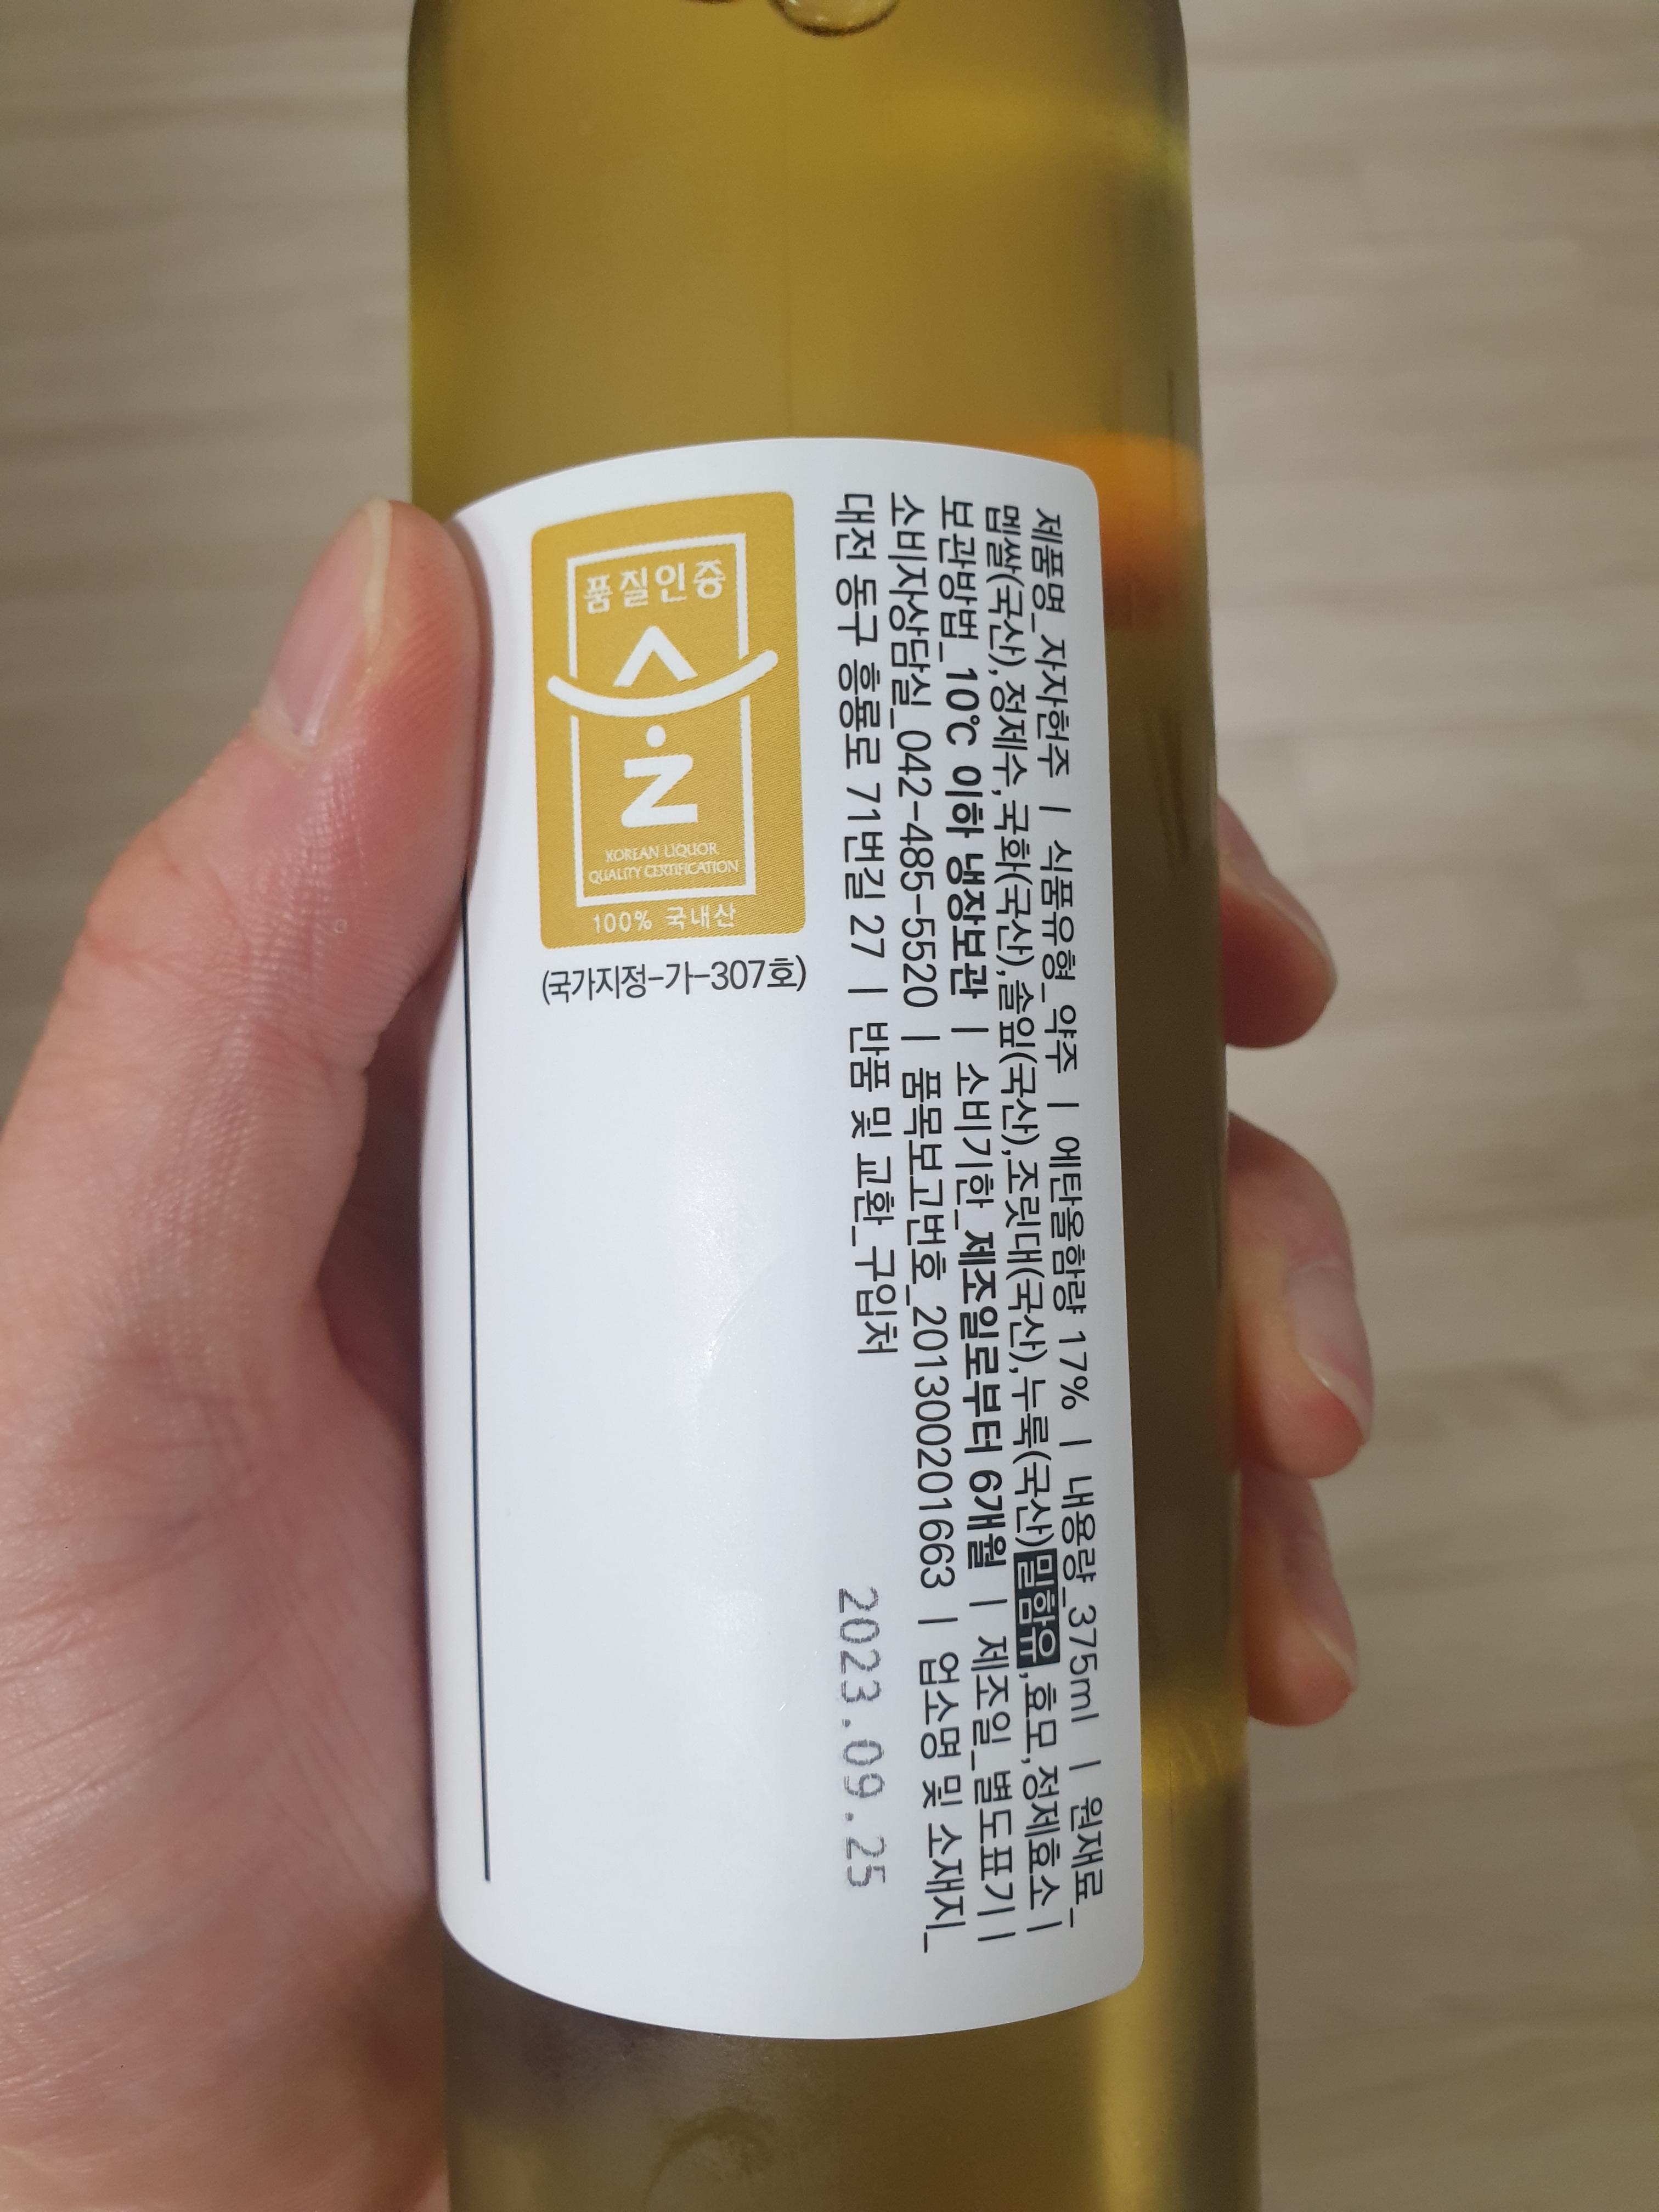 제품명_자자헌주 | 식품유형_약주 | 에탄올함량 17% | 내용량_375ml | 원재료_
멥쌀(국산),정제수,국화(국산),솔잎(국산),조릿대(국산),누룩(국산)밀함유,효모,정제효소 |
보관방법_10℃ 이하 냉장보관 | 소비기한_제조일로부터 6개월 | 제조일_별도표기 |
소비자상담실_042-485-5520 | 품목보고번호_20130020​1663 | 업소명 및 소재지_
대전 동구 흥룡로 71번길 27 | 반품 및 교환_구입처
2023.09.25
품질인증
KOREAN LIQUOR
QUALITY CERTIFICATION
100% 국내산
(국가지정-가-307호)